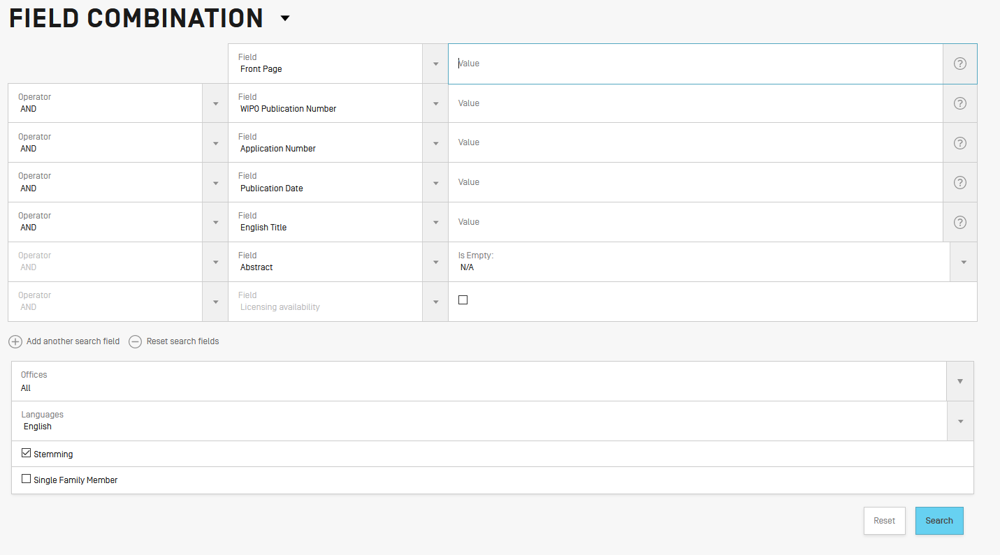 FIELD COMBINATION
Field
Front Page
Value
?
Operator
AND
Field
WIPO Publication Number
Value
?
Operator
AND
Field
Application Number
Value
?
Operator
AND
Field
Publication Date
Value
?
Operator
AND
Field
English Title
Value
?
Operator
AND
Field
Abstract
Is Empty:
N/A
Operator
AND
Field
Licensing availability
Add another search field
Reset search fields
Offices
All
Languages
English
Stemming
Single Family Member
Reset
Search